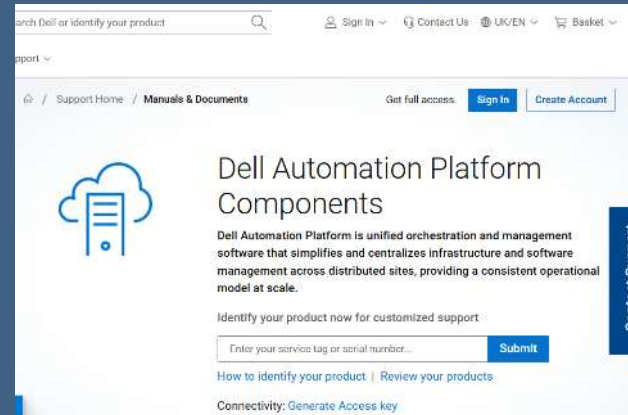 arch Dell or identify your product
Sign In
Contact Us
UK/EN
Basket
pport
/ Support Home / Manuals & Documents
Get full access.
Sign In
Create Account
Dell Automation Platform
Components
Dell Automation Platform is unified orchestration and management
software that simplifies and centralizes infrastructure and software
management across distributed sites, providing a consistent operational
model at scale.
Identify your product now for customized support
Enter your service tag or serial number...
Submit
How to identify your product | Review your products
Connectivity: Generate Access key